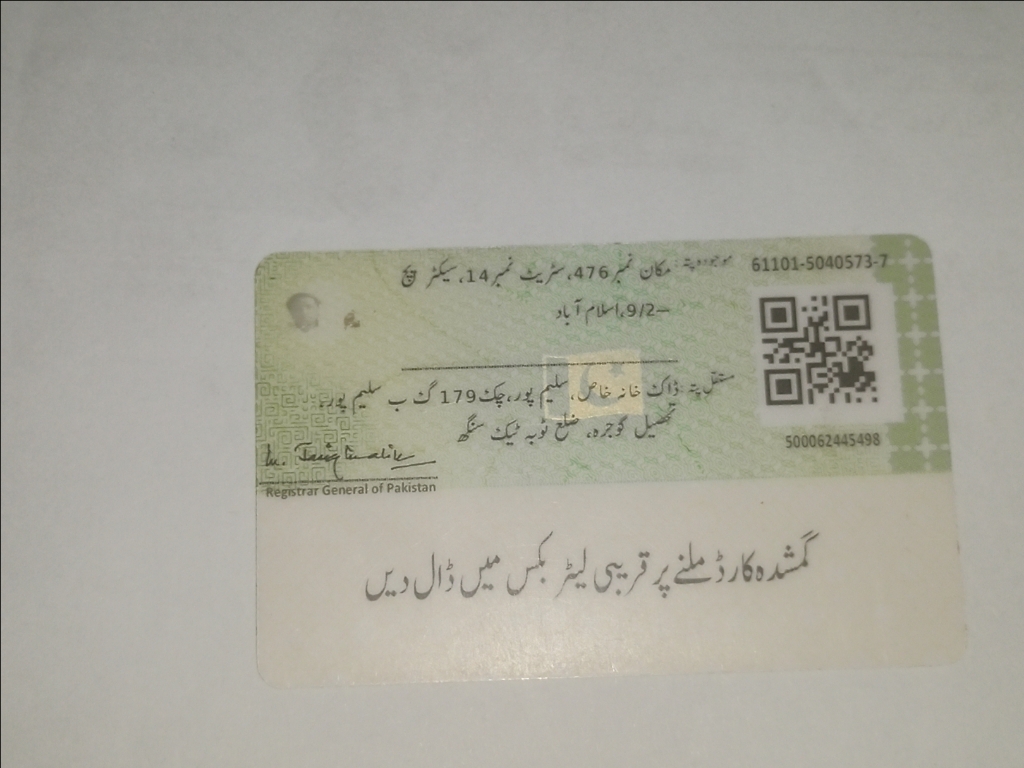 61101-5040573-7
موجودہ پتہ: مکان نمبر 476، سٹریٹ نمبر 14، سیکٹر ایچ
–9/2، اسلام آباد
مستقل پتہ: ڈاک خانہ خاص، سلیم پور، چک 179 گ ب سلیم پور،
تحصیل گوجرہ، ضلع ٹوبہ ٹیک سنگھ
500062445498
Registrar General of Pakistan
گمشدہ کارڈ ملنے پر قریبی لیٹر بکس میں ڈال دیں